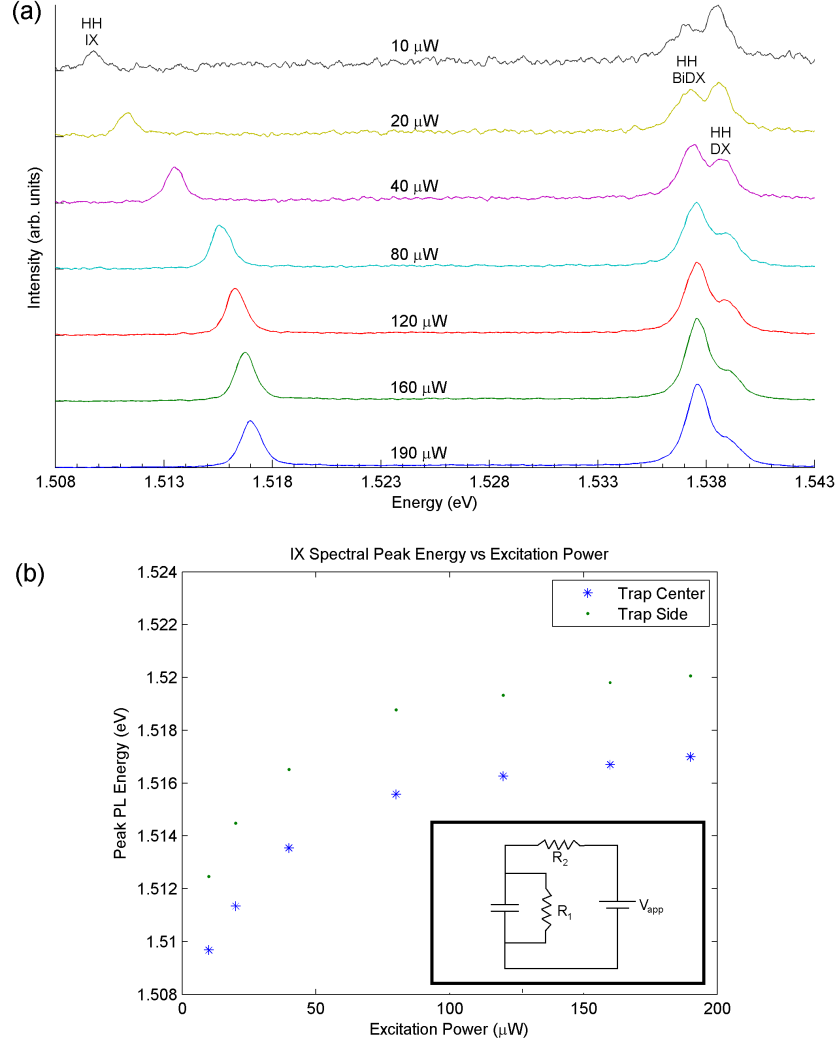 (a)
HH
IX
10 μW
HH
BiDX
20 μW
HH
DX
40 μW
80 μW
120 μW
160 μW
190 μW
Intensity (arb. units)
1.508 1.513 1.518 1.523 1.528 1.533 1.538 1.543
Energy (eV)
(b)
IX Spectral Peak Energy vs Excitation Power
1.524
1.522
1.52
1.518
1.516
1.514
1.512
1.51
1.508
Peak PL Energy (eV)
Trap Center
Trap Side
R2
R1
Vapp
0 50 100 150 200
Excitation Power (μW)